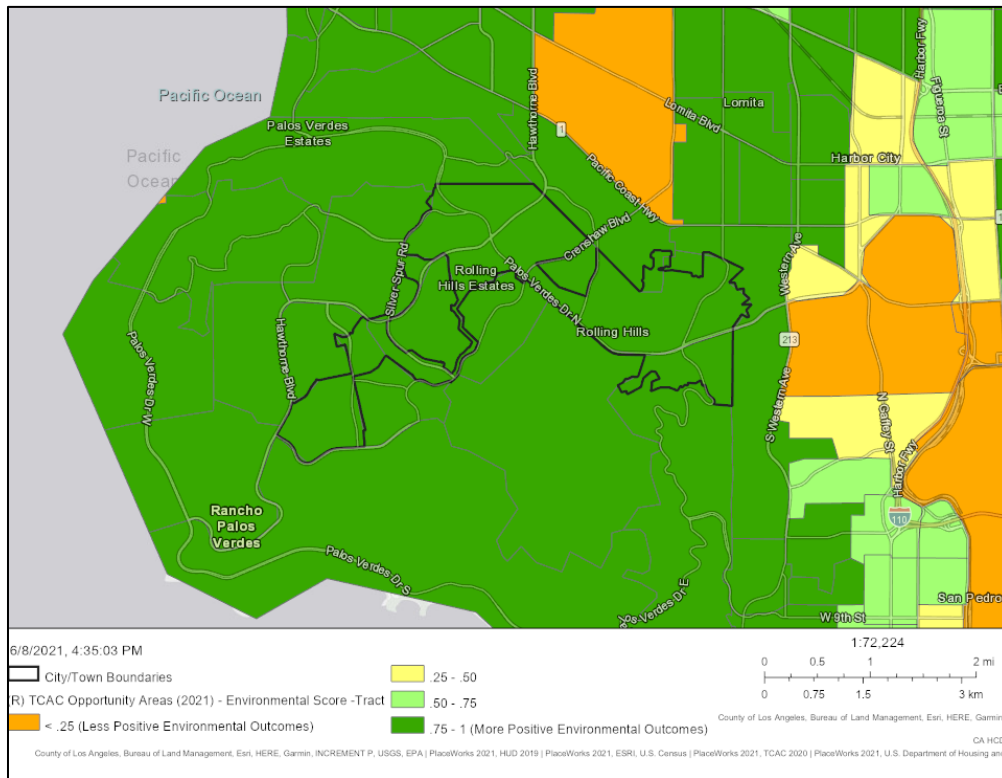 Pacific Ocean
Pacific
Ocean
Palos Verdes
Estates
Hawthorne Blvd
1
Lomita Blvd
Lomita
Harbor Fwy
Figueroa St
Harbor City
Pacific Coast Hwy
Crenshaw Blvd
Western Ave
Silver Spur Rd
Rolling
Hills Estates
Palos-Verdes-Dr-N
Rolling Hills
213
Palos-Verdes-Dr-W
Hawthorne-Blvd
S Western Ave
N Gaffey St
Harbor Fwy
110
Rancho
Palos
Verdes
Palos-Verdes-Dr-S
los-Verdes-Dr-E
San Pedro
W 9th St
6/8/2021, 4:35:03 PM
City/Town Boundaries
(R) TCAC Opportunity Areas (2021) - Environmental Score -Tract
< .25 (Less Positive Environmental Outcomes)
.25 - .50
.50 - .75
.75 - 1 (More Positive Environmental Outcomes)
1:72,224
0 0.5 1 2 mi
0 0.75 1.5 3 km
County of Los Angeles, Bureau of Land Management, Esri, HERE, Garmin,
CA HCD
County of Los Angeles, Bureau of Land Management, Esri, HERE, Garmin, INCREMENT P, USGS, EPA | PlaceWorks 2021, HUD 2019 | PlaceWorks 2021, ESRI, U.S. Census | PlaceWorks 2021, TCAC 2020 | PlaceWorks 2021, U.S. Department of Housing and